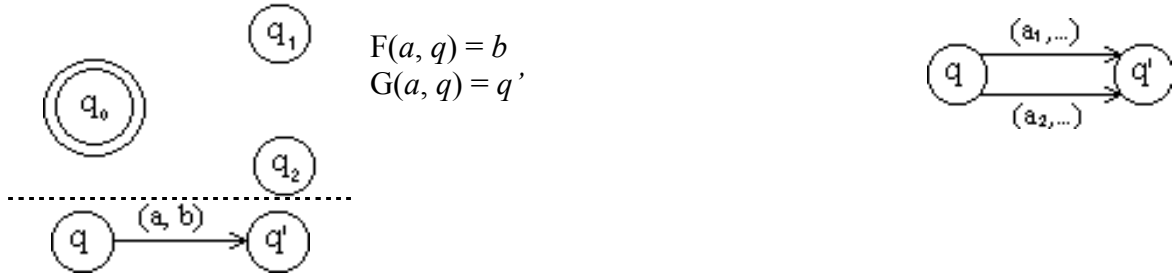 q₁
F(a, q) = b
G(a, q) = q’
q₀
q₂
(a, b)
q q'
(a₁,...)
q q'
(a₂,...)